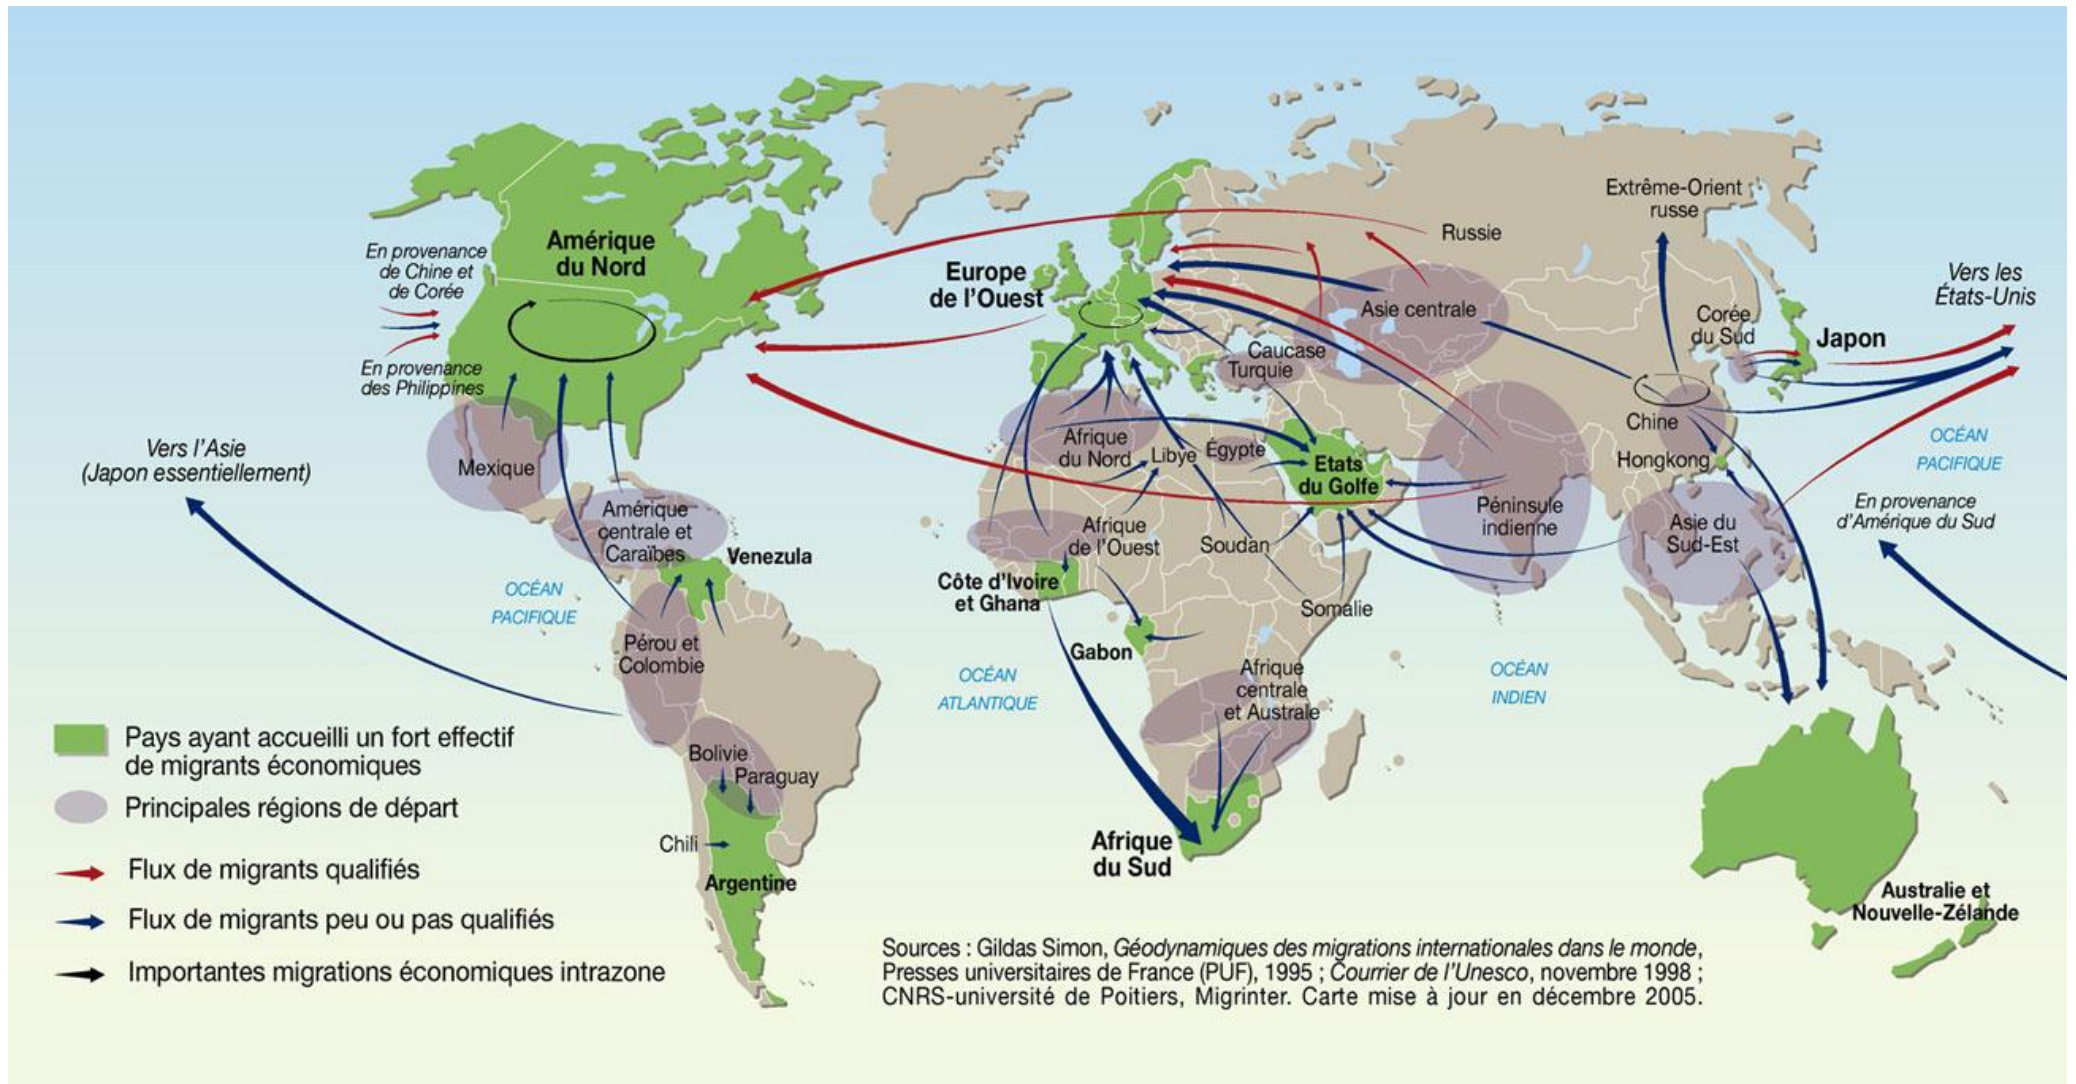 Extrême-Orient
russe
Russie
En provenance
de Chine et
de Corée
Amérique
du Nord
Europe
de l'Ouest
Vers les
États-Unis
Asie centrale
Corée
du Sud
Japon
En provenance
des Philippines
Caucase
Turquie
Chine
Vers l'Asie
(Japon essentiellement)
Mexique
Afrique
du Nord
Libye
Égypte
Etats
du Golfe
Hongkong
OCÉAN
PACIFIQUE
Amérique
centrale et
Caraïbes
Venezula
Afrique
de l'Ouest
Soudan
Péninsule
indienne
Asie du
Sud-Est
En provenance
d'Amérique du Sud
OCÉAN
PACIFIQUE
Côte d'Ivoire
et Ghana
Somalie
Pérou et
Colombie
Gabon
OCÉAN
ATLANTIQUE
Afrique
centrale
et Australe
OCÉAN
INDIEN
Bolivie
Paraguay
Chili
Argentine
Afrique
du Sud
Australie et
Nouvelle-Zélande
Pays ayant accueilli un fort effectif
de migrants économiques
Principales régions de départ
Flux de migrants qualifiés
Flux de migrants peu ou pas qualifiés
Importantes migrations économiques intrazone
Sources : Gildas Simon, Géodynamiques des migrations internationales dans le monde,
Presses universitaires de France (PUF), 1995 ; Courrier de l'Unesco, novembre 1998 ;
CNRS-université de Poitiers, Migrinter. Carte mise à jour en décembre 2005.